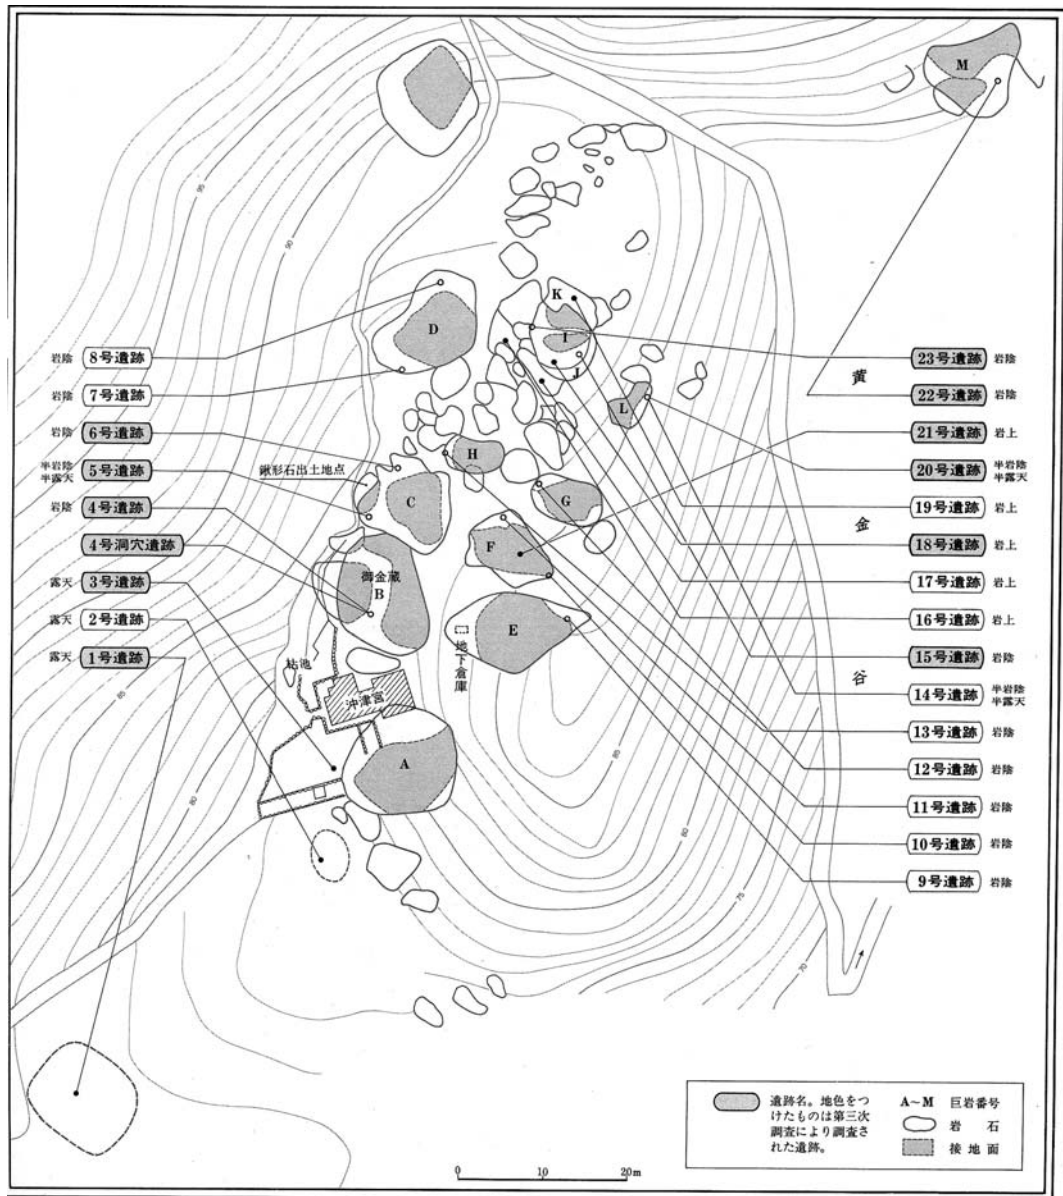 M
95
90
K
D
I
J
L
岩陰 8号遺跡
岩陰 7号遺跡
岩陰 6号遺跡
半岩陰
半露天 5号遺跡
鍬形石出土地点
岩陰 4号遺跡
4号洞穴遺跡
露天 3号遺跡
露天 2号遺跡
露天 1号遺跡
H
C
G
F
御金蔵
B
E
地下倉庫
枯池
沖津宮
A
23号遺跡 岩陰
黄
22号遺跡 岩陰
21号遺跡 岩上
20号遺跡 半岩陰
半露天
19号遺跡 岩上
金
18号遺跡 岩上
17号遺跡 岩上
16号遺跡 岩上
15号遺跡 岩陰
谷
14号遺跡 半岩陰
半露天
13号遺跡 岩陰
12号遺跡 岩陰
11号遺跡 岩陰
10号遺跡 岩陰
9号遺跡 岩陰
85
80
85
80
75
70
遺跡名。地色をつ
けたものは第三次
調査により調査さ
れた遺跡。
A~M 巨岩番号
岩石
接地面
0 10 20m